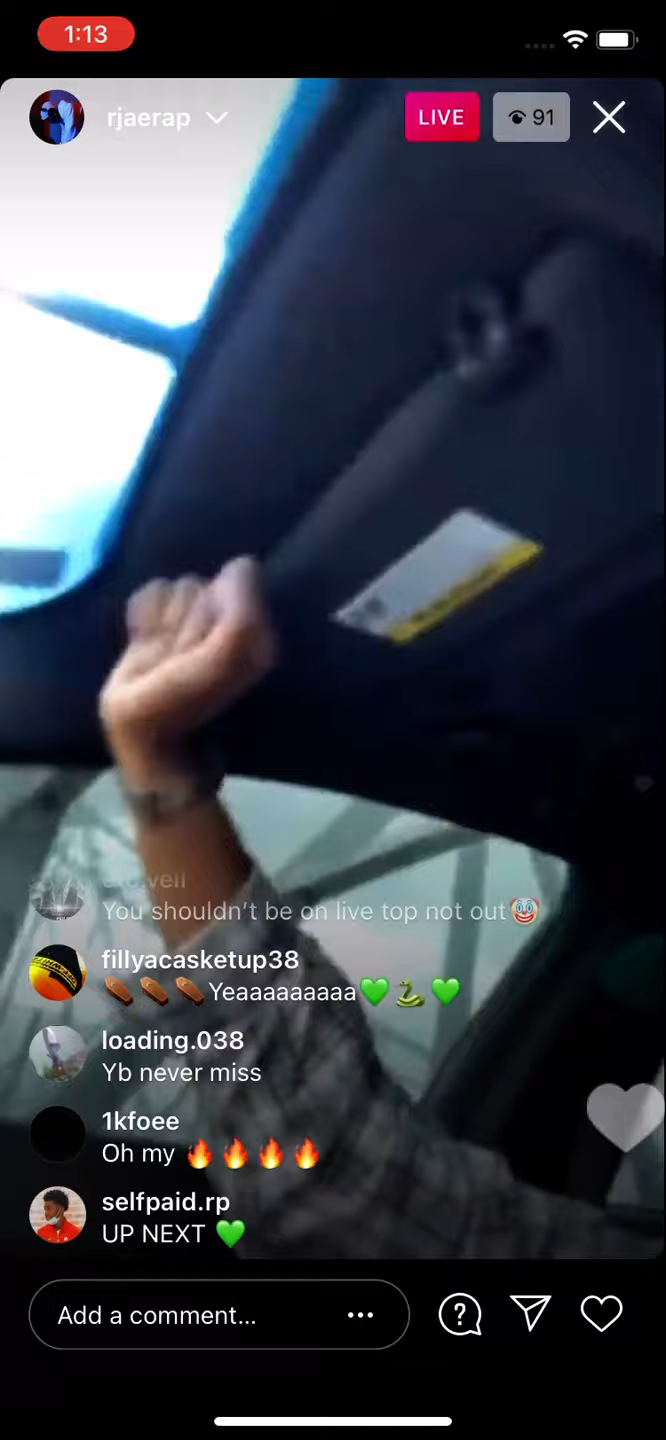 1:13
rjaerap
LIVE
91
You shouldn't be on live top not out🤡
fillyacasketup38
⚰️⚰️⚰️Yeaaaaaaaaa💚🐍💚
loading.038
Yb never miss
1kfoee
Oh my 🔥🔥🔥🔥
selfpaid.rp
UP NEXT 💚
Add a comment...